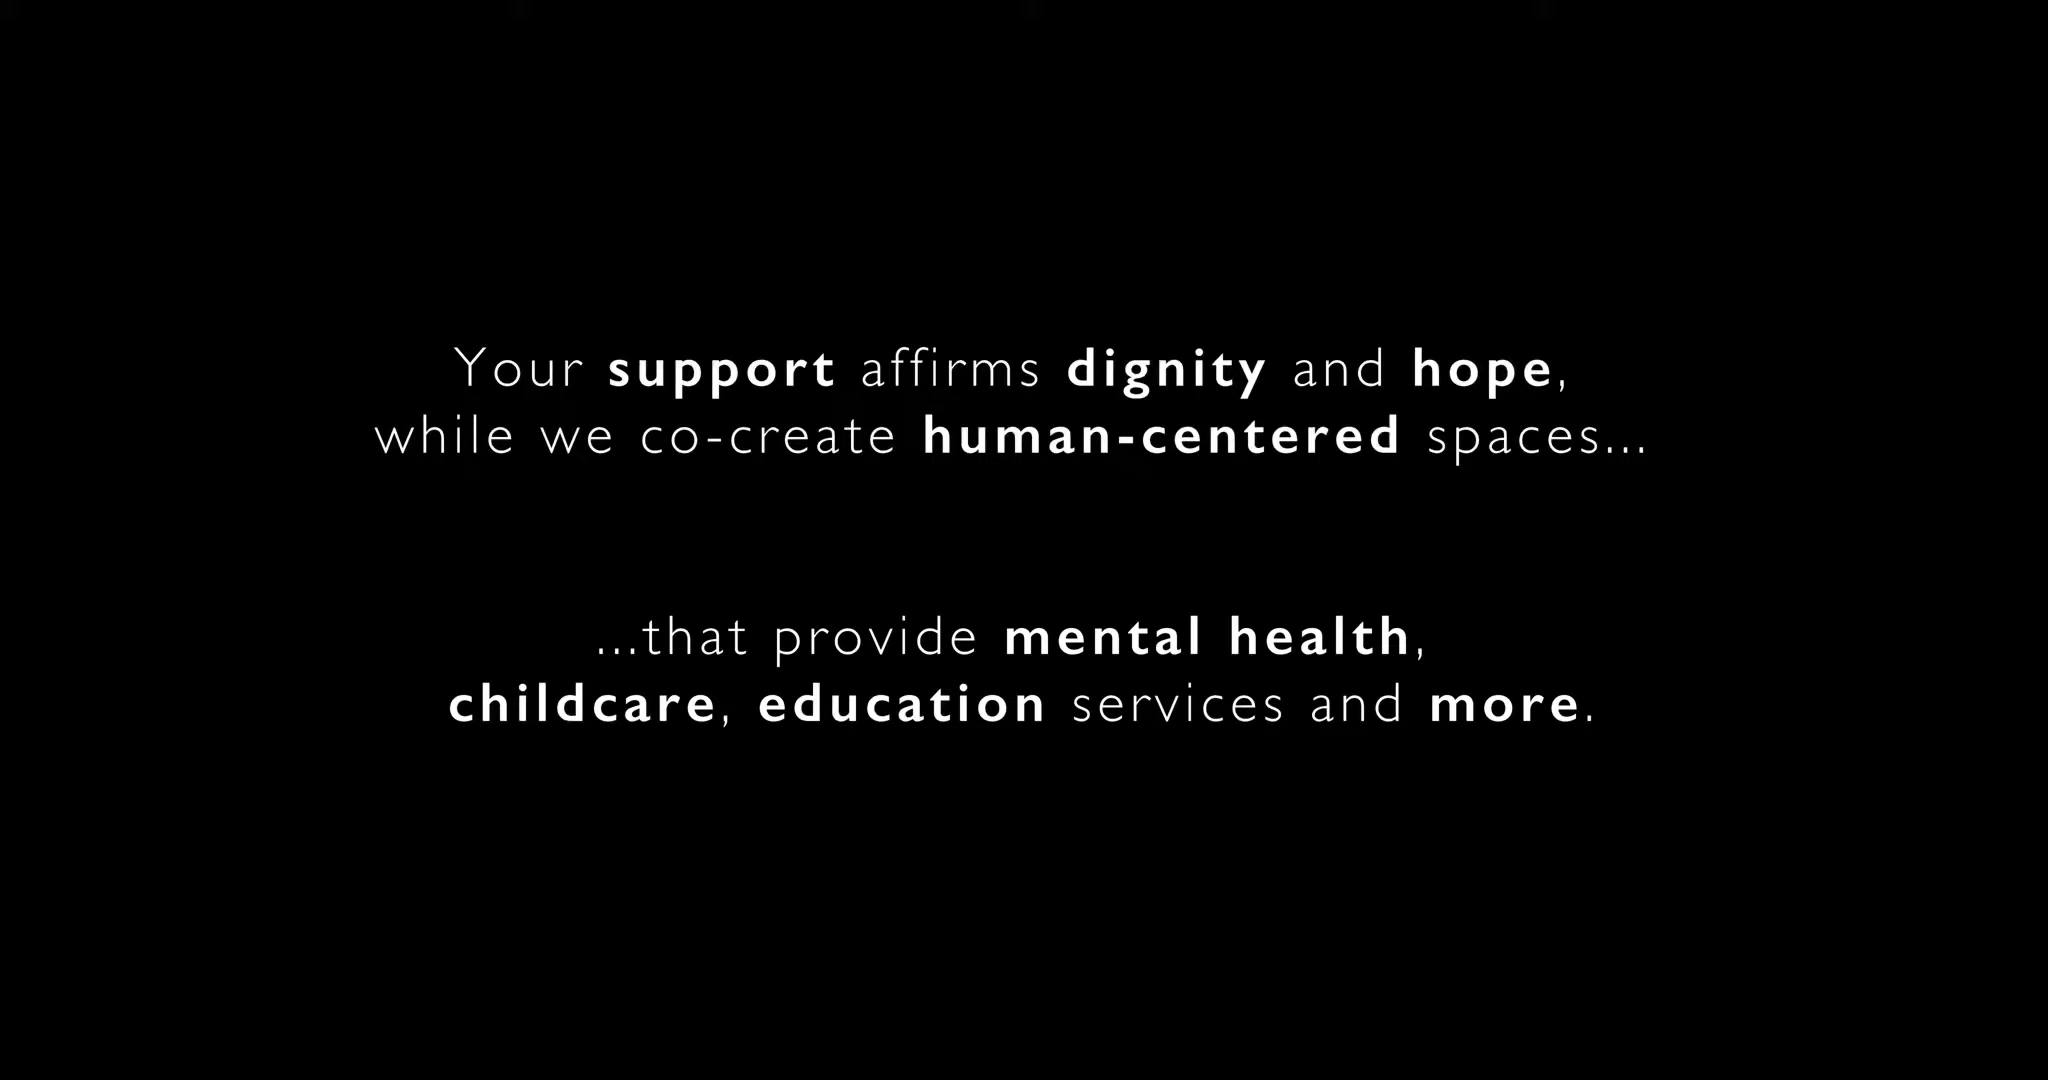 Your support affirms dignity and hope,
while we co-create human-centered spaces...
...that provide mental health,
childcare, education services and more.